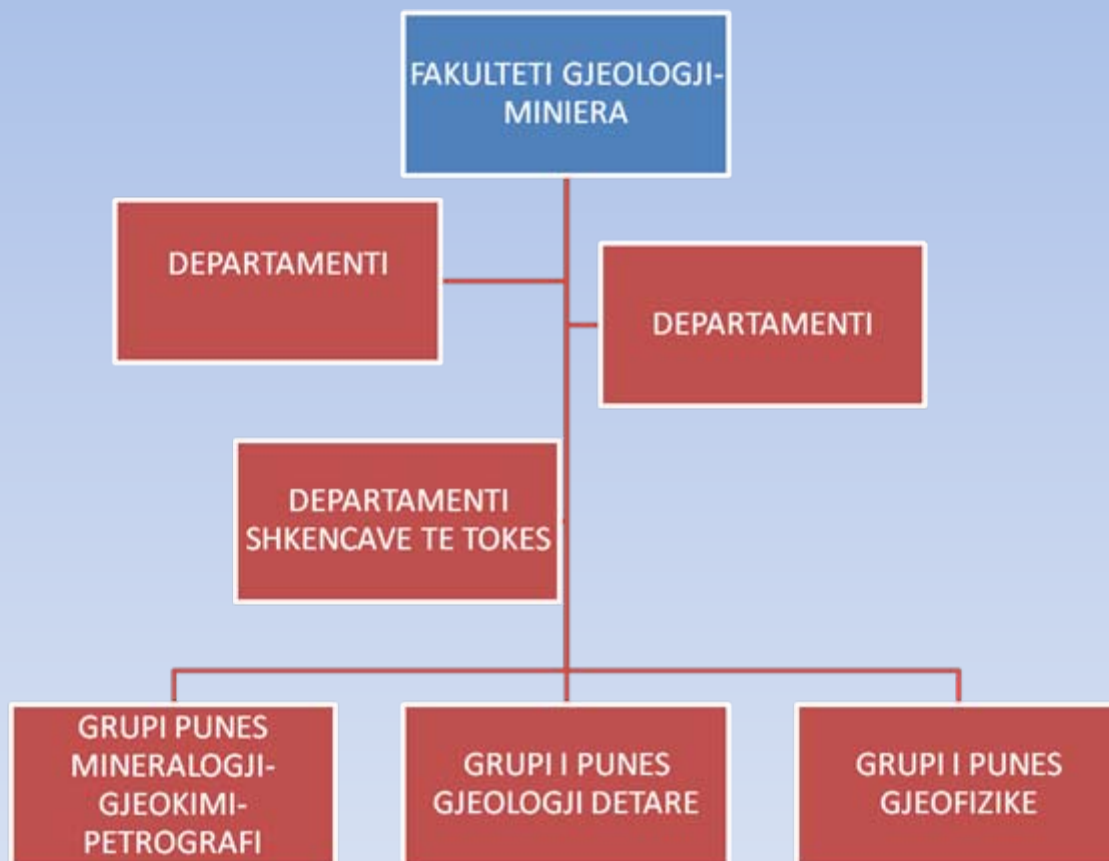 FAKULTETI GJEOLOGJI-
MINIERA
DEPARTAMENTI
DEPARTAMENTI
DEPARTAMENTI
SHKENCAVE TE TOKES
GRUPI PUNES
MINERALOGJI-
GJEOKIMI-
PETROGRAFI
GRUPI I PUNES
GJEOLOGJI DETARE
GRUPI I PUNES
GJEOFIZIKE